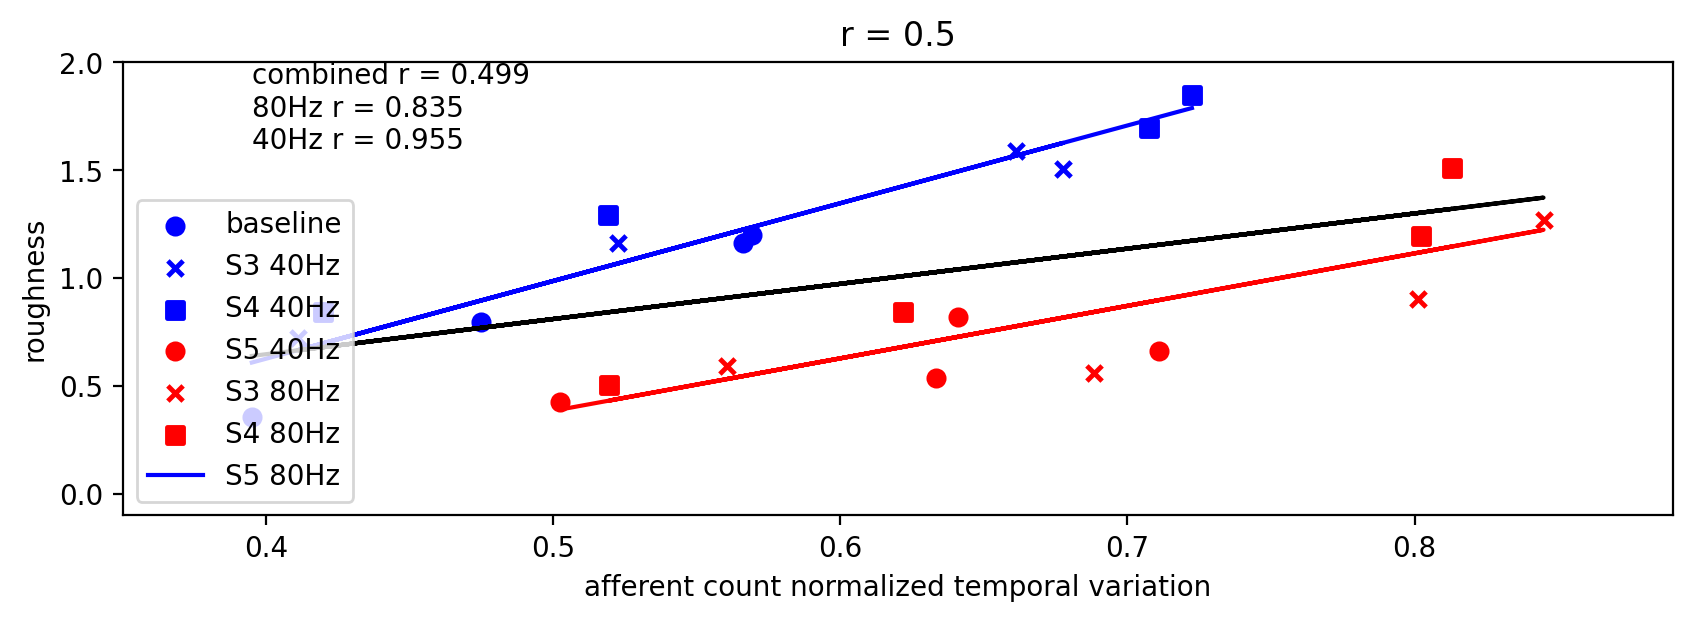 r = 0.5
combined r = 0.499
80Hz r = 0.835
40Hz r = 0.955
2.0
1.5
1.0
0.5
0.0
roughness
baseline
S3 40Hz
S4 40Hz
S5 40Hz
S3 80Hz
S4 80Hz
S5 80Hz
0.4 0.5 0.6 0.7 0.8
afferent count normalized temporal variation